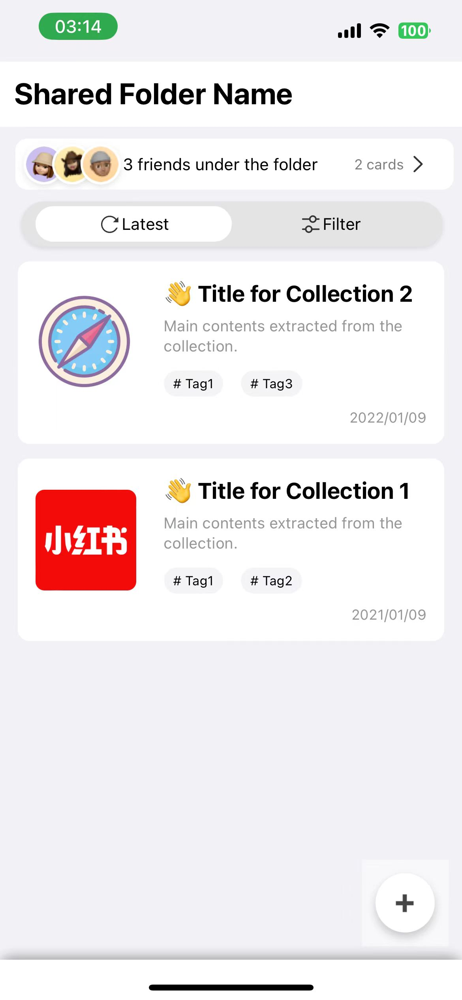 03:14
100
Shared Folder Name
3 friends under the folder
2 cards
Latest
Filter
👋 Title for Collection 2
Main contents extracted from the
collection.
# Tag1
# Tag3
2022/01/09
小红书
👋 Title for Collection 1
Main contents extracted from the
collection.
# Tag1
# Tag2
2021/01/09